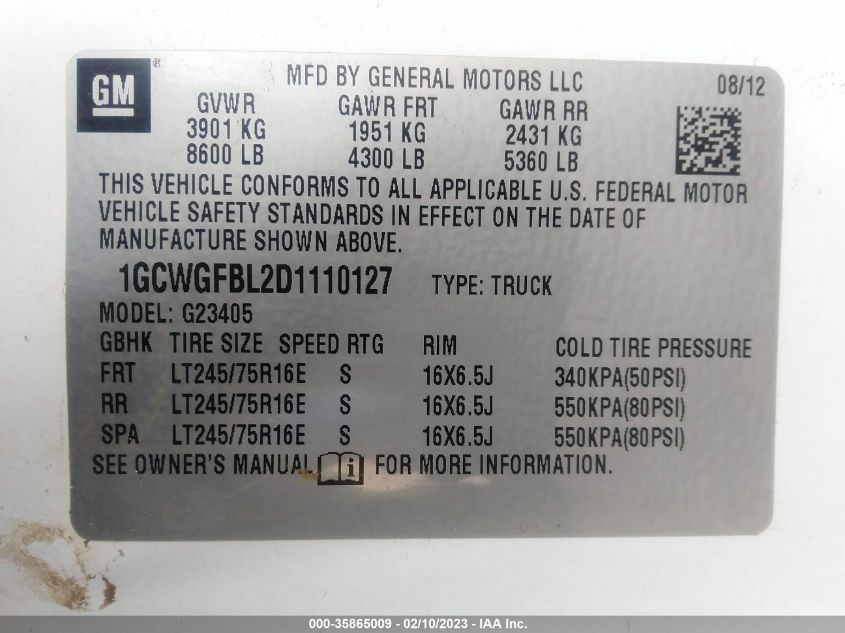 GM ® MFD BY GENERAL MOTORS LLC 08/12
GVWR GAWR FRT GAWR RR
3901 KG 1951 KG 2431 KG
8600 LB 4300 LB 5360 LB
THIS VEHICLE CONFORMS TO ALL APPLICABLE U.S. FEDERAL MOTOR
VEHICLE SAFETY STANDARDS IN EFFECT ON THE DATE OF
MANUFACTURE SHOWN ABOVE.
1GCWGFBL2D1110127 TYPE: TRUCK
MODEL: G23405
GBHK TIRE SIZE SPEED RTG RIM COLD TIRE PRESSURE
FRT LT245/75R16E S 16X6.5J 340KPA(50PSI)
RR LT245/75R16E S 16X6.5J 550KPA(80PSI)
SPA LT245/75R16E S 16X6.5J 550KPA(80PSI)
SEE OWNER'S MANUAL i FOR MORE INFORMATION.
000-35865009 — 02/10/2023 — IAA Inc.